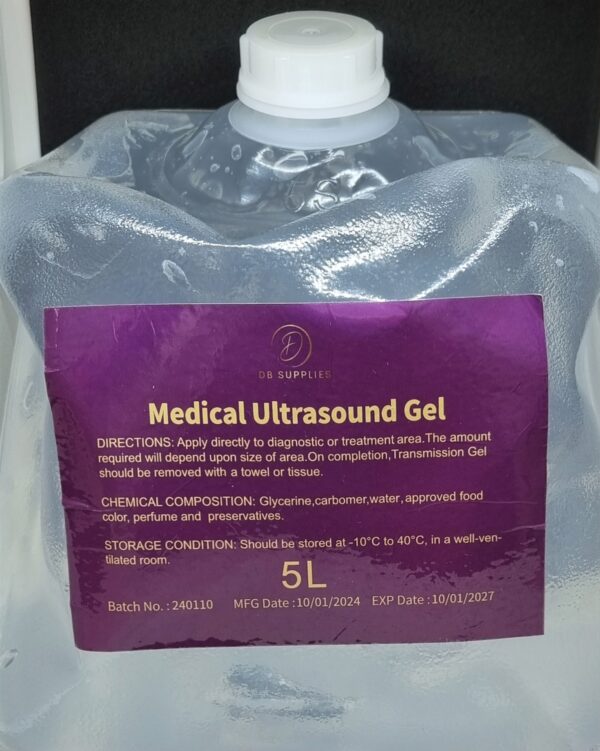 DB SUPPLIES
Medical Ultrasound Gel
DIRECTIONS: Apply directly to diagnostic or treatment area.The amount
required will depend upon size of area.On completion,Transmission Gel
should be removed with a towel or tissue.
CHEMICAL COMPOSITION: Glycerine,carbomer,water,approved food
color, perfume and preservatives.
STORAGE CONDITION: Should be stored at -10°C to 40°C, in a well-ven-
tilated room.
5L
Batch No. : 240110 MFG Date : 10/01/2024 EXP Date : 10/01/2027